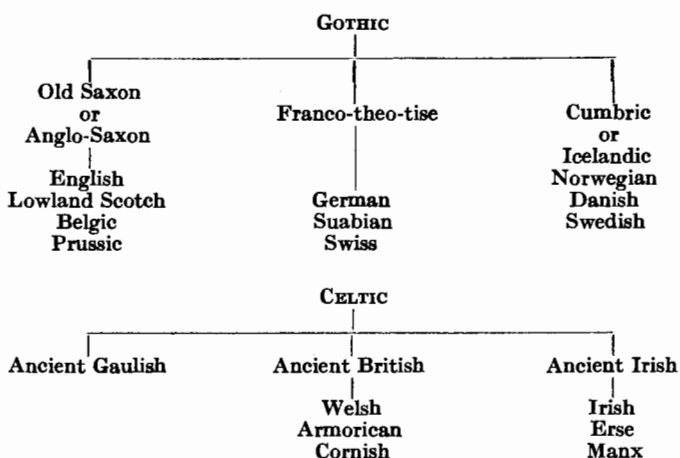 GOTHIC
Old Saxon
or
Anglo-Saxon
English
Lowland Scotch
Belgic
Prussic
Franco-theo-tise
German
Suabian
Swiss
Cumbric
or
Icelandic
Norwegian
Danish
Swedish
CELTIC
Ancient Gaulish
Ancient British
Welsh
Armorican
Cornish
Ancient Irish
Irish
Erse
Manx